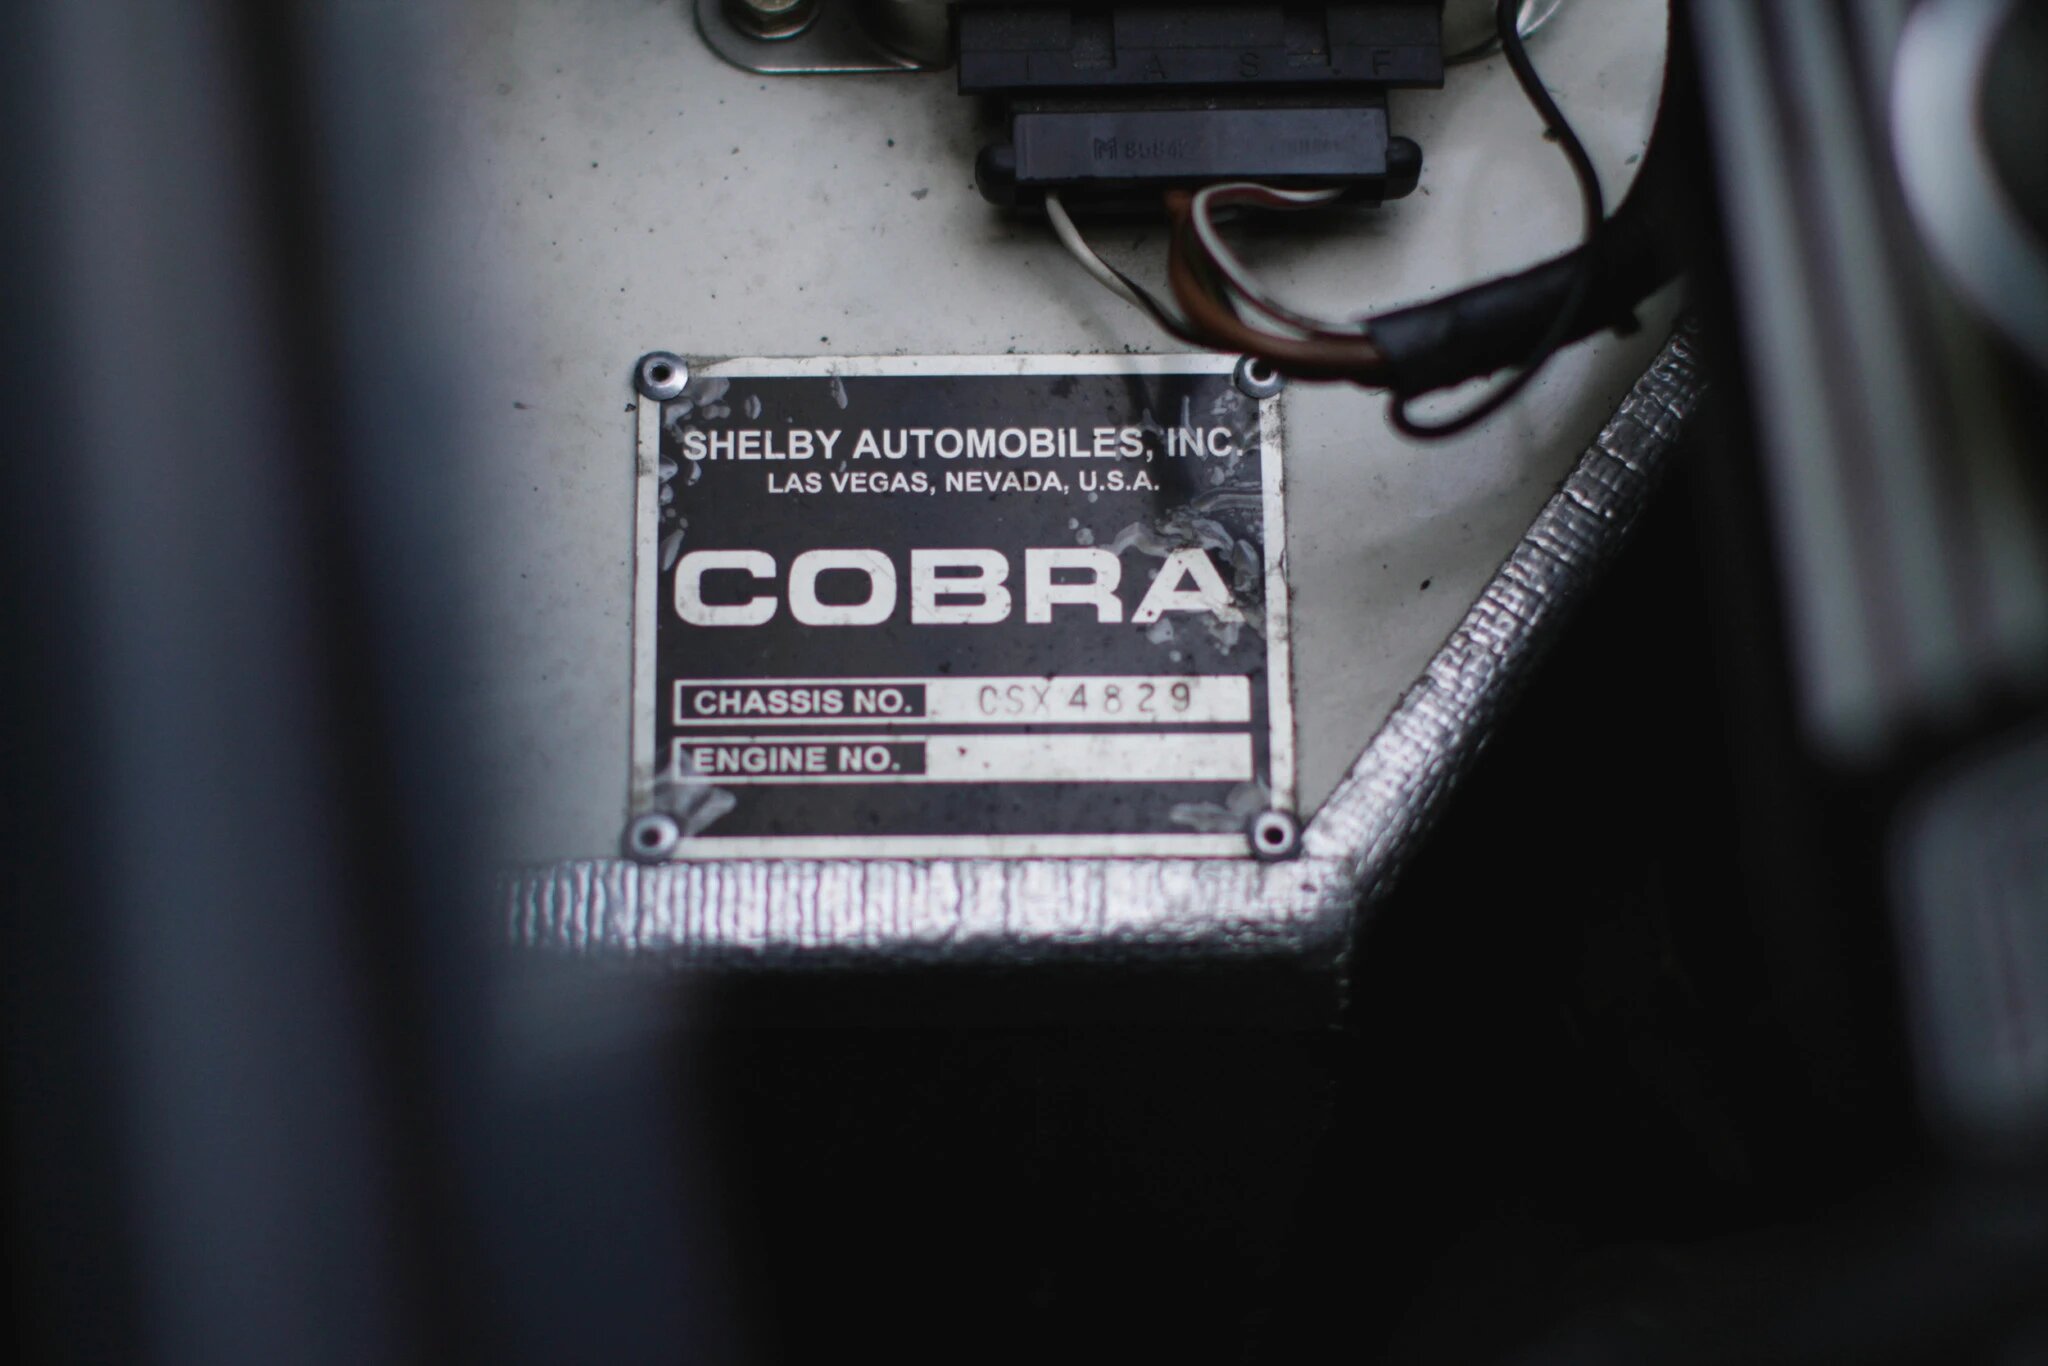 SHELBY AUTOMOBILES, INC.
LAS VEGAS, NEVADA, U.S.A.
COBRA
CHASSIS NO. CSX4829
ENGINE NO.